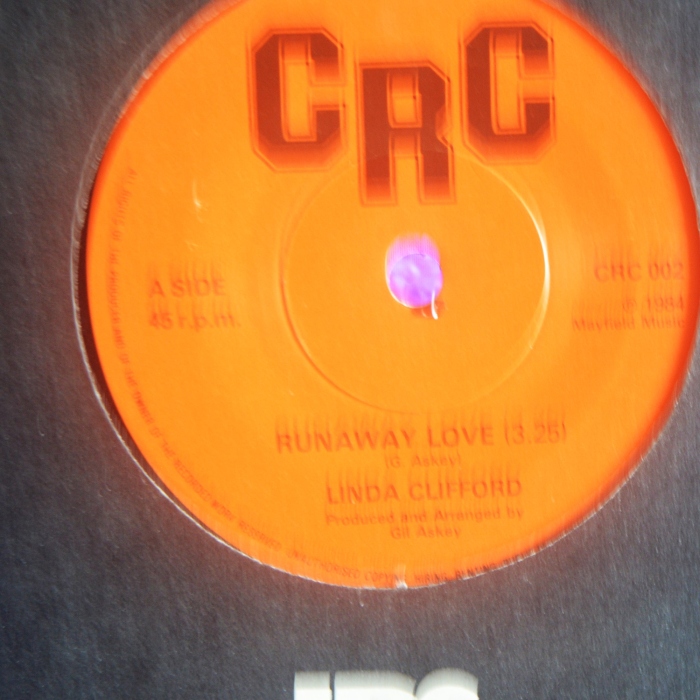 CRC
A SIDE
45 r.p.m.
CRC 002
℗ 1984
Mayfield Music
RUNAWAY LOVE (3.25)
(G. Askey)
LINDA CLIFFORD
Produced and Arranged by
Gil Askey